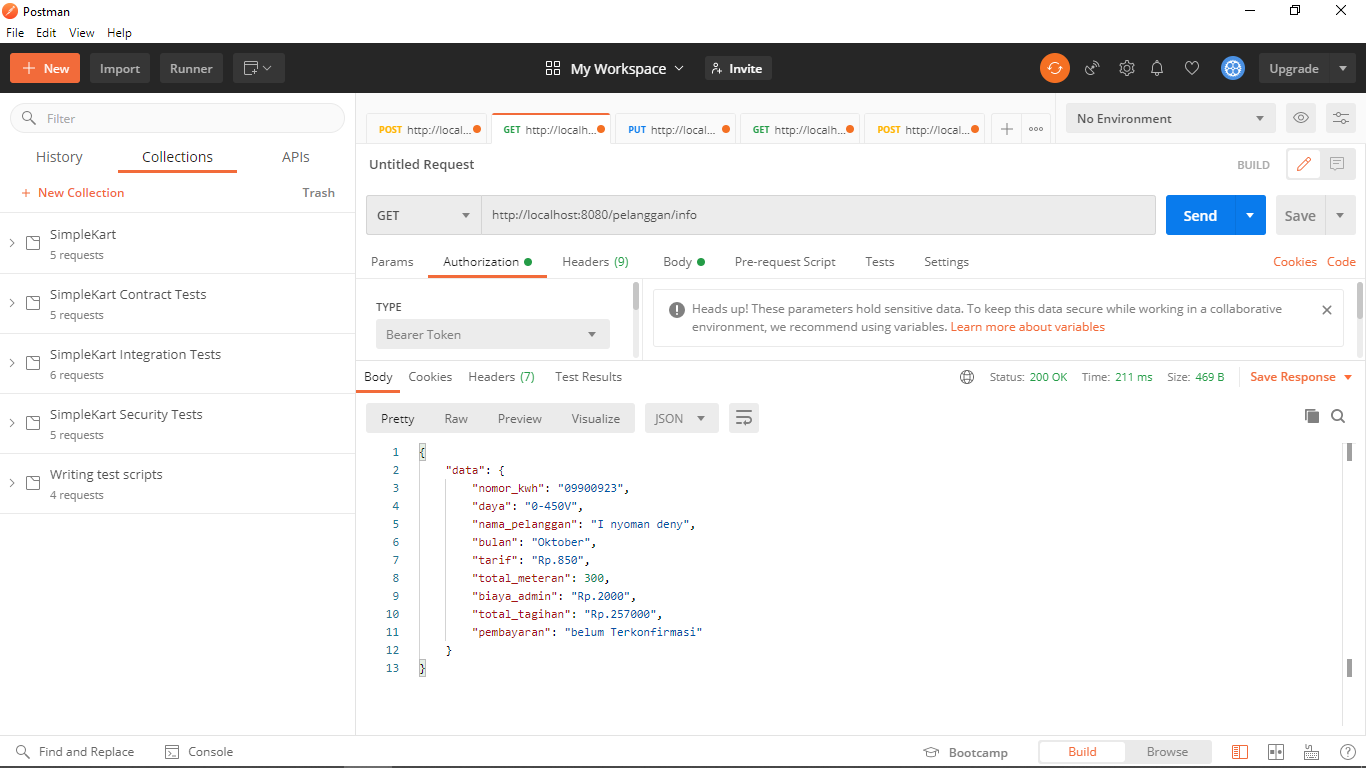 Postman
File Edit View Help
New Import Runner My Workspace Invite Upgrade
Filter
History Collections APIs
+ New Collection Trash
SimpleKart
5 requests
SimpleKart Contract Tests
5 requests
SimpleKart Integration Tests
6 requests
SimpleKart Security Tests
5 requests
Writing test scripts
4 requests
POST http://local... GET http://localh... PUT http://local... GET http://localh... POST http://local... No Environment
Untitled Request BUILD
GET http://localhost:8080/pelanggan/info Send Save
Params Authorization Headers (9) Body Pre-request Script Tests Settings Cookies Code
TYPE
Bearer Token
Heads up! These parameters hold sensitive data. To keep this data secure while working in a collaborative
environment, we recommend using variables. Learn more about variables
Body Cookies Headers (7) Test Results Status: 200 OK Time: 211 ms Size: 469 B Save Response
Pretty Raw Preview Visualize JSON
1 {
2 "data": {
3 "nomor_kwh": "09900923",
4 "daya": "0-450V",
5 "nama_pelanggan": "I nyoman deny",
6 "bulan": "Oktober",
7 "tarif": "Rp.850",
8 "total_meteran": 300,
9 "biaya_admin": "Rp.2000",
10 "total_tagihan": "Rp.257000",
11 "pembayaran": "belum Terkonfirmasi"
12 }
13 }
Find and Replace Console Bootcamp Build Browse